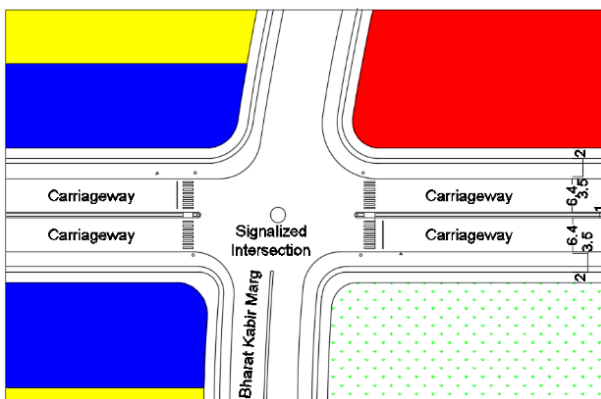 2
3.5
Carriageway
Carriageway
6.4
1
Signalized
Intersection
Carriageway
Carriageway
6.4
3.5
2
Bharat Kabir Marg